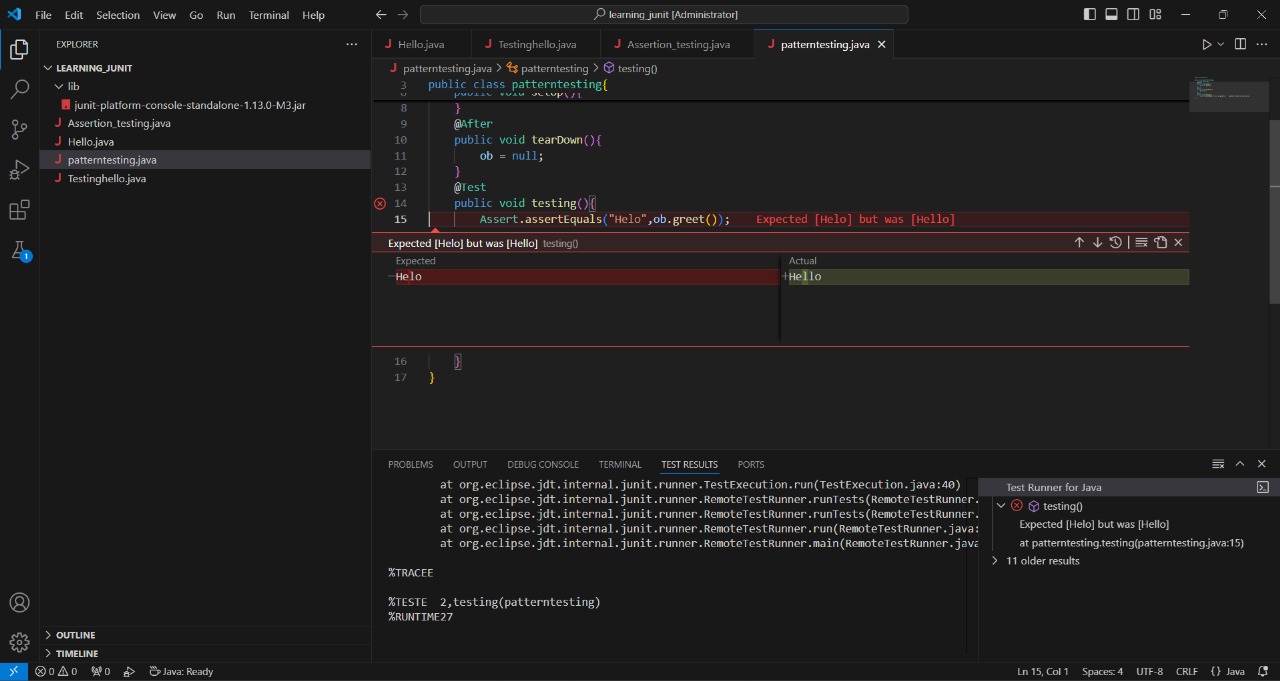 File Edit Selection View Go Run Terminal Help
learning_junit [Administrator]
EXPLORER
LEARNING_JUNIT
lib
junit-platform-console-standalone-1.13.0-M3.jar
Assertion_testing.java
Hello.java
patterntesting.java
Testinghello.java
1
OUTLINE
TIMELINE
Hello.java Testinghello.java Assertion_testing.java patterntesting.java
patterntesting.java > patterntesting > testing()
3 public class patterntesting{
8 }
9 @After
10 public void tearDown(){
11 ob = null;
12 }
13 @Test
14 public void testing(){
15 Assert.assertEquals("Helo",ob.greet()); Expected [Helo] but was [Hello]
Expected [Helo] but was [Hello] testing()
Expected Actual
Helo Hello
16 }
17 }
PROBLEMS OUTPUT DEBUG CONSOLE TERMINAL TEST RESULTS PORTS
at org.eclipse.jdt.internal.junit.runner.TestExecution.run(TestExecution.java:40)
at org.eclipse.jdt.internal.junit.runner.RemoteTestRunner.runTests(RemoteTestRunner.
at org.eclipse.jdt.internal.junit.runner.RemoteTestRunner.runTests(RemoteTestRunner.
at org.eclipse.jdt.internal.junit.runner.RemoteTestRunner.run(RemoteTestRunner.java:
at org.eclipse.jdt.internal.junit.runner.RemoteTestRunner.main(RemoteTestRunner.java
%TRACEE
%TESTE 2,testing(patterntesting)
%RUNTIME27
Test Runner for Java
testing()
Expected [Helo] but was [Hello]
at patterntesting.testing(patterntesting.java:15)
11 older results
0 0 0 Java: Ready Ln 15, Col 1 Spaces: 4 UTF-8 CRLF {} Java